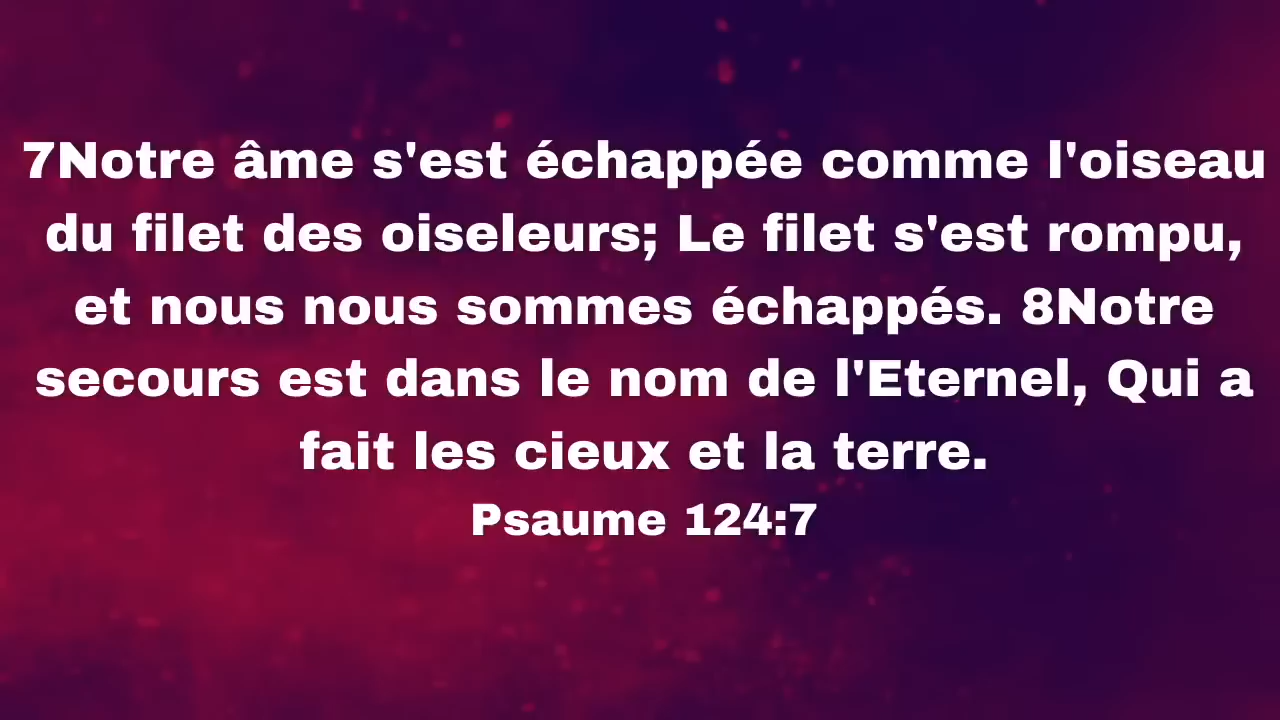 7Notre âme s'est échappée comme l'oiseau
du filet des oiseleurs; Le filet s'est rompu,
et nous nous sommes échappés. 8Notre
secours est dans le nom de l'Eternel, Qui a
fait les cieux et la terre.
Psaume 124:7